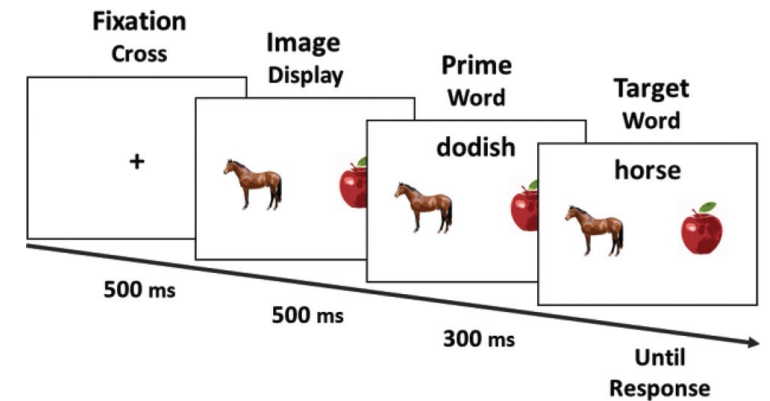 Fixation
Cross
Image
Display
Prime
Word
Target
Word
+
dodish
horse
500 ms
500 ms
300 ms
Until
Response